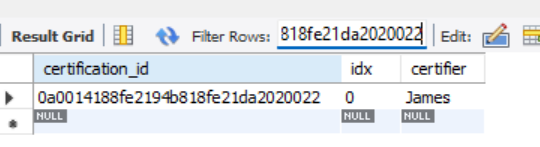 Result Grid Filter Rows: 818fe21da2020022 Edit:
certification_id idx certifier
0a0014188fe2194b818fe21da2020022 0 James
NULL NULL NULL